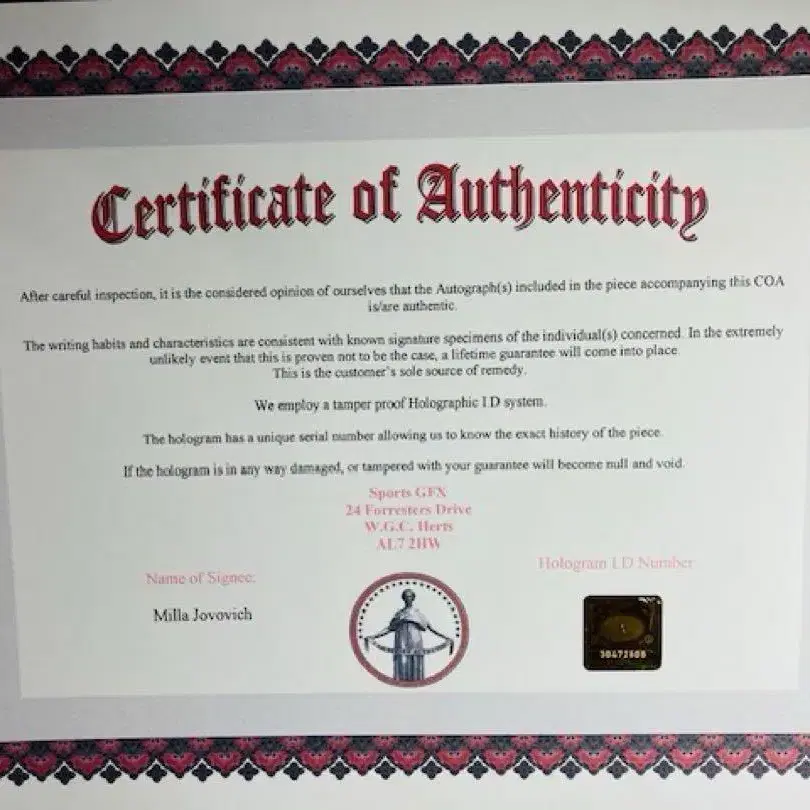 Certificate of Authenticity
After careful inspection, it is the considered opinion of ourselves that the Autograph(s) included in the piece accompanying this COA
is/are authentic.
The writing habits and characteristics are consistent with known signature specimens of the individual(s) concerned. In the extremely
unlikely event that this is proven not to be the case, a lifetime guarantee will come into place.
This is the customer's sole source of remedy.
We employ a tamper proof Holographic I.D system.
The hologram has a unique serial number allowing us to know the exact history of the piece.
If the hologram is in any way damaged, or tampered with your guarantee will become null and void.
Sports GFX
24 Forresters Drive
W.G.C. Herts
AL7 2HW
Hologram I.D Number:
Name of Signee:
Milla Jovovich